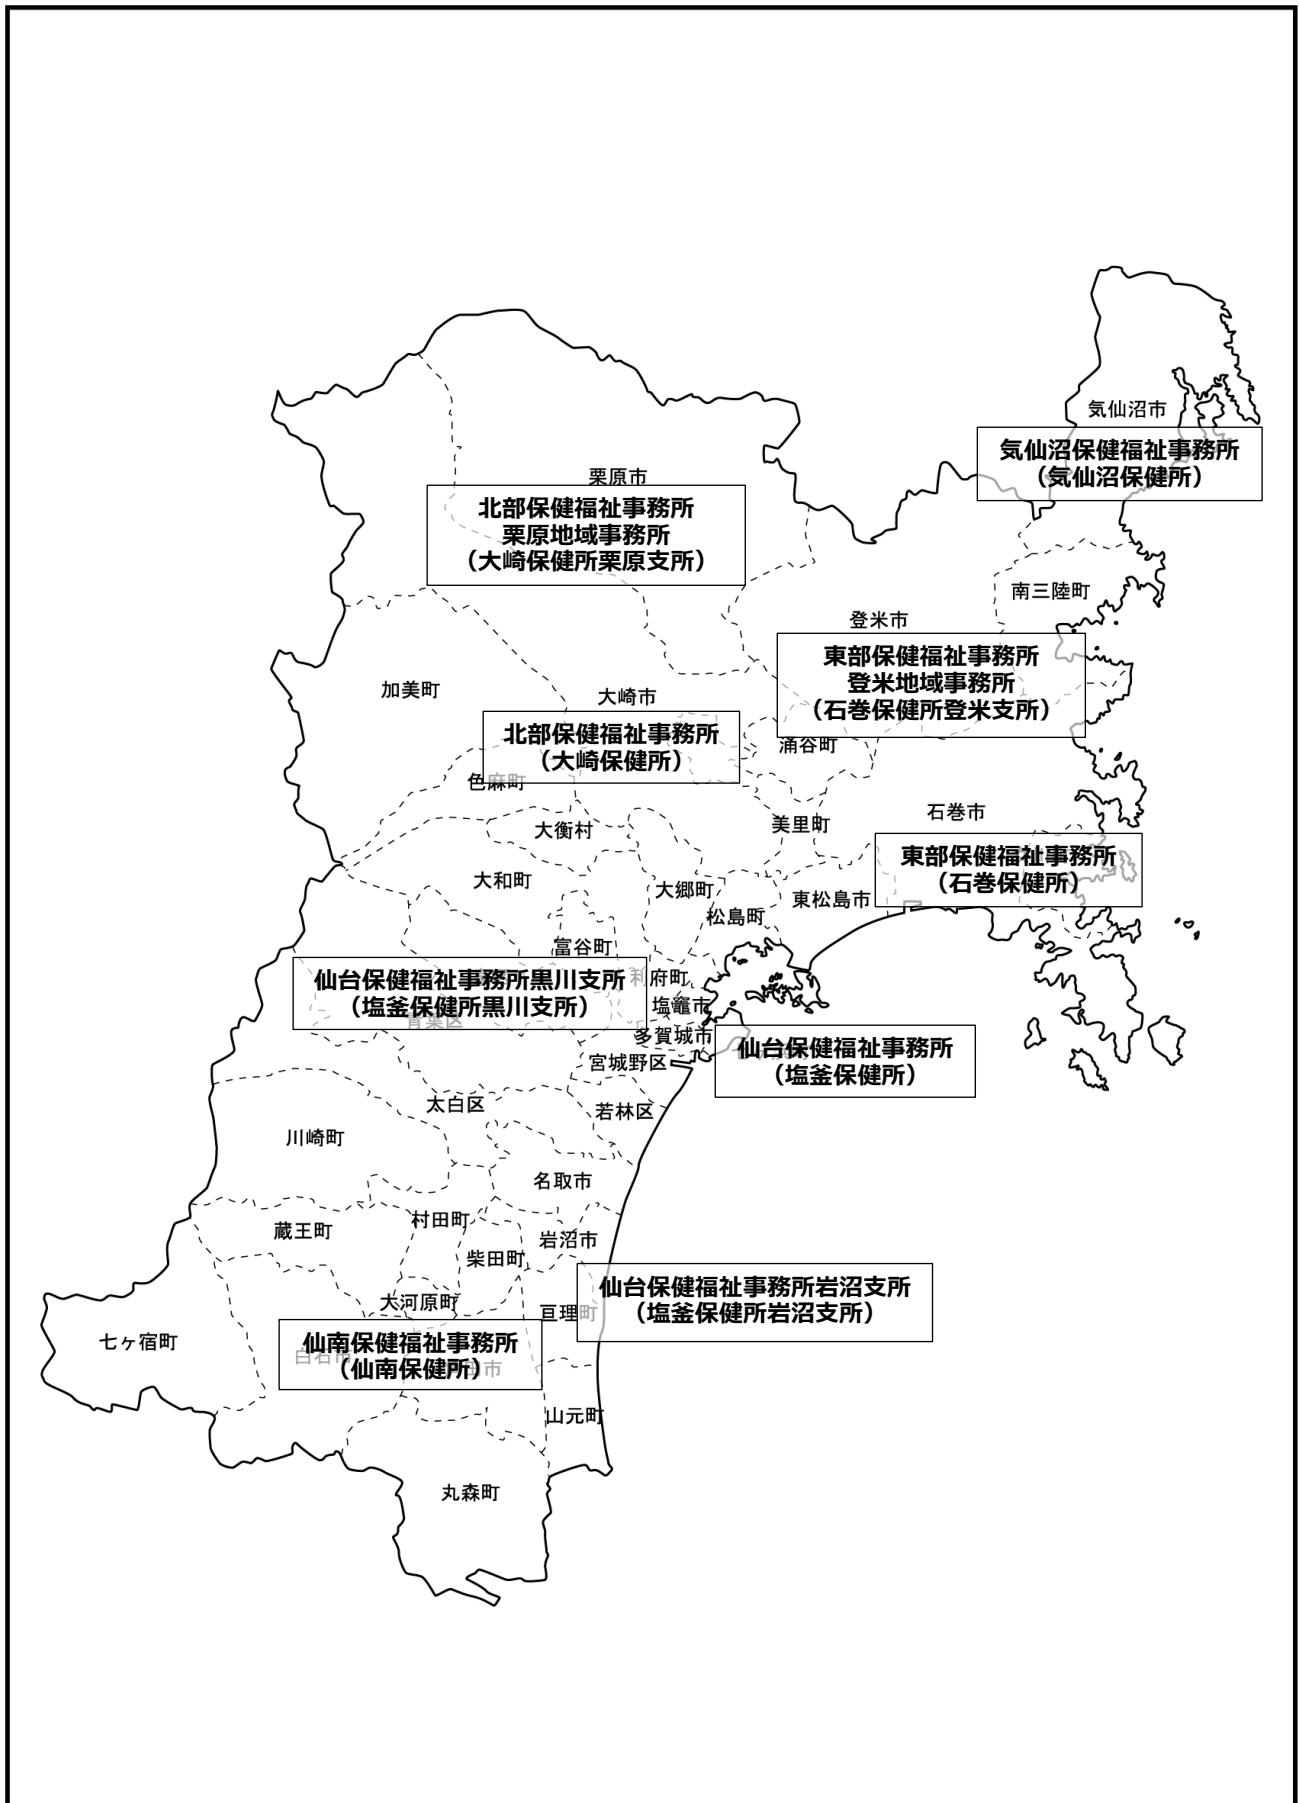 気仙沼市
気仙沼保健福祉事務所
（気仙沼保健所）
栗原市
北部保健福祉事務所
栗原地域事務所
（大崎保健所栗原支所）
南三陸町
登米市
東部保健福祉事務所
登米地域事務所
（石巻保健所登米支所）
加美町
大崎市
北部保健福祉事務所
（大崎保健所）
涌谷町
色麻町
石巻市
美里町
大衡村
東部保健福祉事務所
（石巻保健所）
大和町
大郷町
東松島市
松島町
富谷町
仙台保健福祉事務所黒川支所
（塩釜保健所黒川支所）
利府町
塩竈市
青葉区
多賀城市
仙台保健福祉事務所
（塩釜保健所）
宮城野区
太白区
若林区
川崎町
名取市
村田町
蔵王町
岩沼市
柴田町
仙台保健福祉事務所岩沼支所
（塩釜保健所岩沼支所）
大河原町
亘理町
七ヶ宿町
仙南保健福祉事務所
（仙南保健所）
白石市
山元町
丸森町